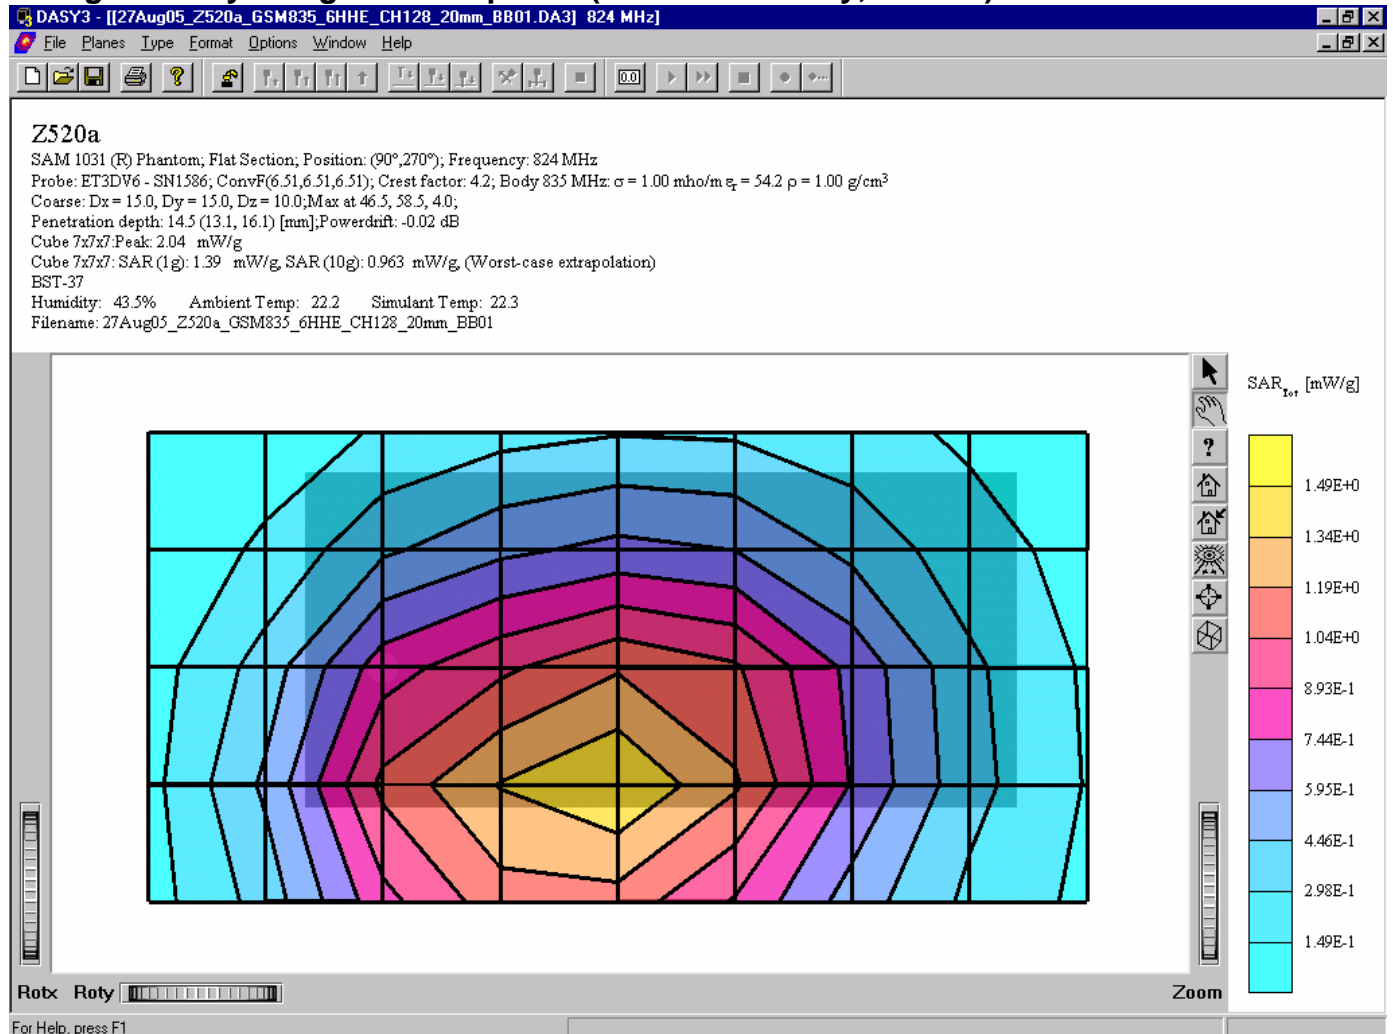 DASY3 - [[27Aug05_Z520a_GSM835_6HHE_CH128_20mm_BB01.DA3] 824 MHz]
File Planes Type Format Options Window Help
Z520a
SAM 1031 (R) Phantom; Flat Section; Position: (90°,270°); Frequency: 824 MHz
Probe: ET3DV6 - SN1586; ConvF(6.51,6.51,6.51); Crest factor: 4.2; Body 835 MHz: σ = 1.00 mho/m εr = 54.2 ρ = 1.00 g/cm³
Coarse: Dx = 15.0, Dy = 15.0, Dz = 10.0;Max at 46.5, 58.5, 4.0;
Penetration depth: 14.5 (13.1, 16.1) [mm];Powerdrift: -0.02 dB
Cube 7x7x7:Peak: 2.04 mW/g
Cube 7x7x7: SAR (1g): 1.39 mW/g, SAR (10g): 0.963 mW/g, (Worst-case extrapolation)
BST-37
Humidity: 43.5% Ambient Temp: 22.2 Simulant Temp: 22.3
Filename: 27Aug05_Z520a_GSM835_6HHE_CH128_20mm_BB01
SARTot [mW/g]
1.49E+0
1.34E+0
1.19E+0
1.04E+0
8.93E-1
7.44E-1
5.95E-1
4.46E-1
2.98E-1
1.49E-1
Rotx Roty Zoom
For Help, press F1